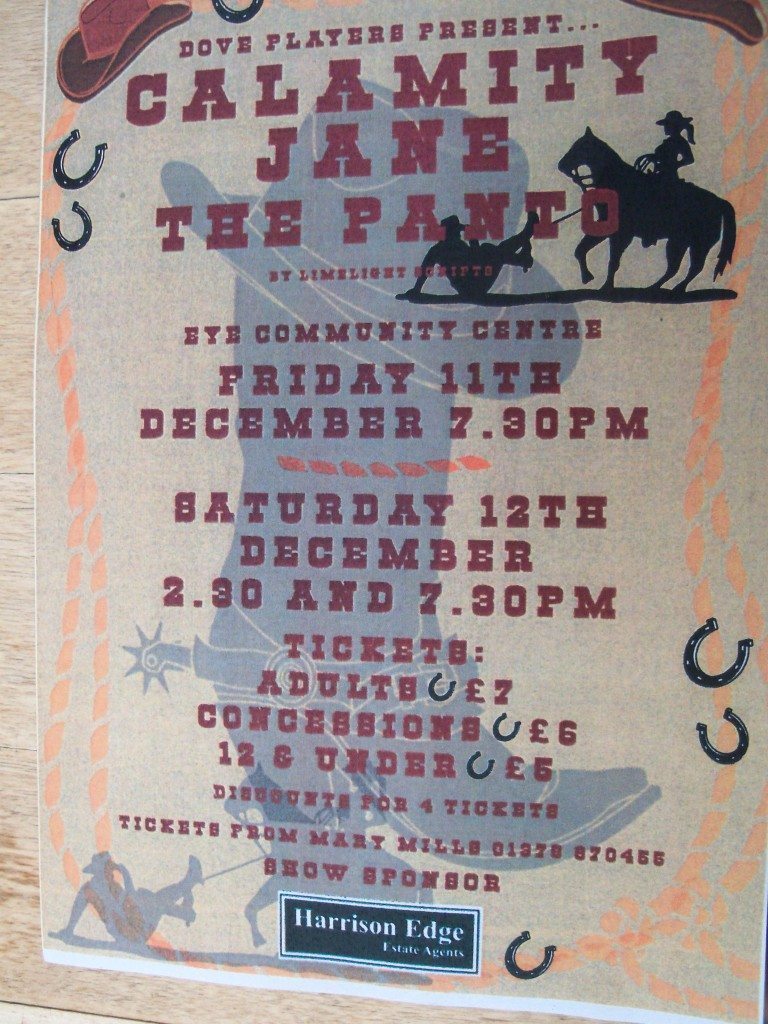 DOVE PLAYERS PRESENT...
CALAMITY
JANE
THE PANTO
BY LIMELIGHT SCRIPTS
EYE COMMUNITY CENTRE
FRIDAY 11TH
DECEMBER 7.30PM
SATURDAY 12TH
DECEMBER
2.30 AND 7.30PM
TICKETS:
ADULTS £7
CONCESSIONS £6
12 & UNDER £5
DISCOUNTS FOR 4 TICKETS
TICKETS FROM MARY MILLS 01379 870455
SHOW SPONSOR
Harrison Edge
Estate Agents